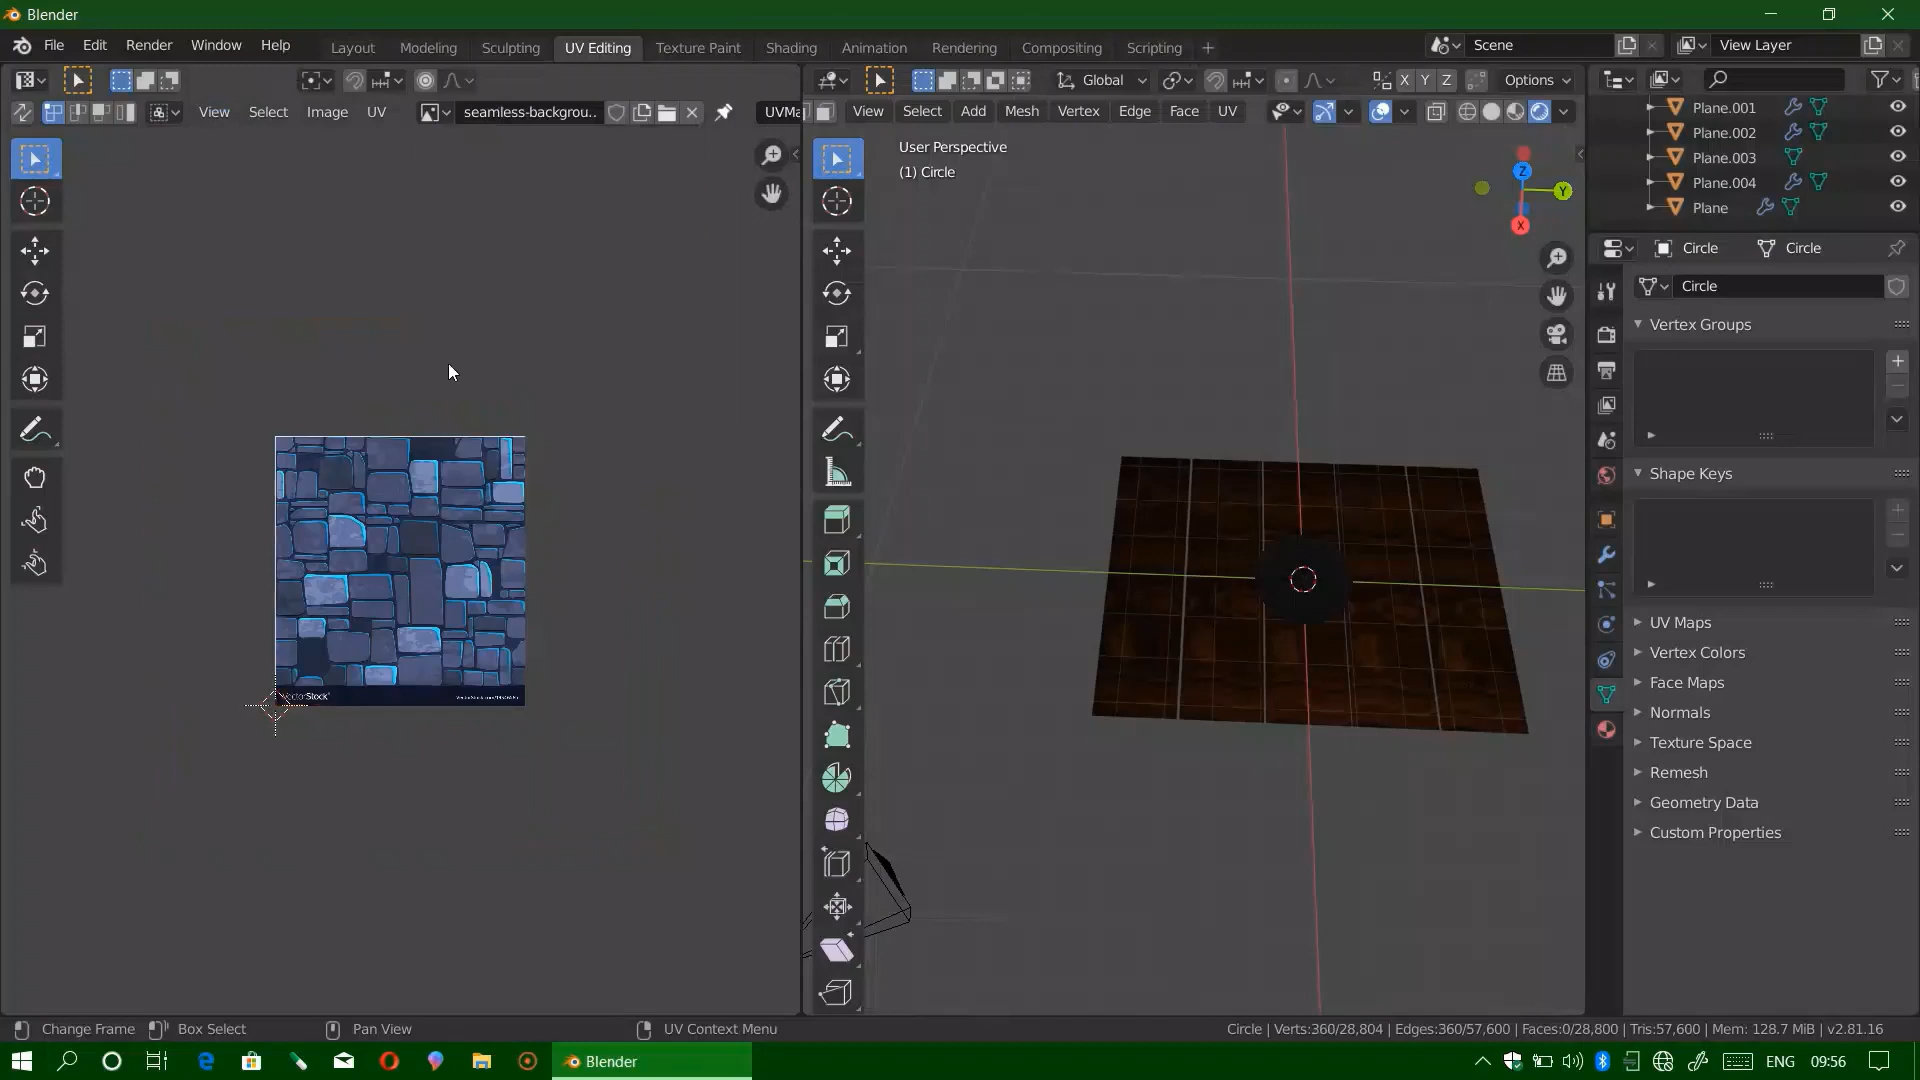 Blender
File Edit Render Window Help Layout Modeling Sculpting UV Editing Texture Paint Shading Animation Rendering Compositing Scripting Scene View Layer
Global X Y Z Options
View Select Image UV seamless-backgrou.. UVMa View Select Add Mesh Vertex Edge Face UV
User Perspective
(1) Circle
Z
Y
X
Plane.001
Plane.002
Plane.003
Plane.004
Plane
Circle Circle
Circle
Vertex Groups
Shape Keys
UV Maps
Vertex Colors
Face Maps
Normals
Texture Space
Remesh
Geometry Data
Custom Properties
VectorStock
Change Frame Box Select Pan View UV Context Menu Circle | Verts:360/28,804 | Edges:360/57,600 | Faces:0/28,800 | Tris:57,600 | Mem: 128.7 MiB | v2.81.16
Blender ENG 09:56